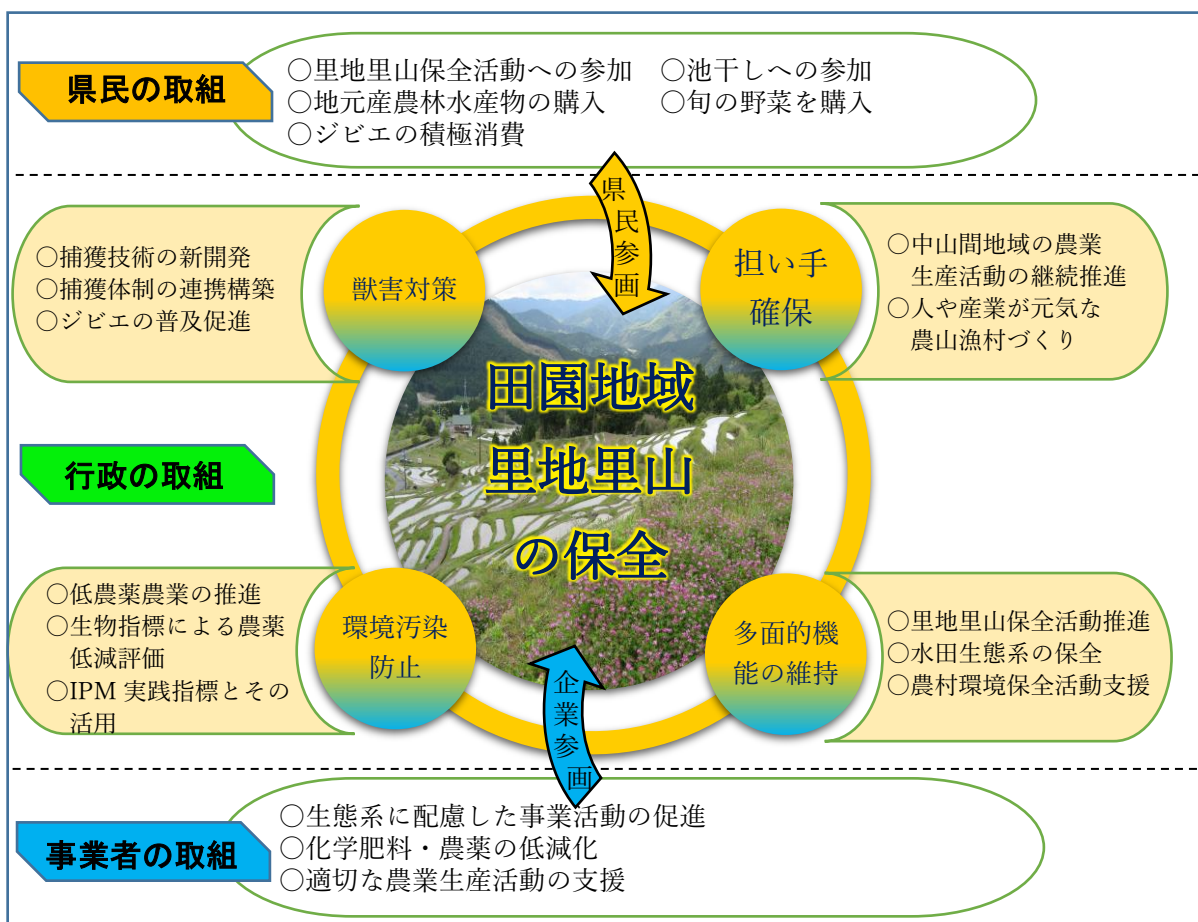 県民の取組
○里地里山保全活動への参加　○池干しへの参加
○地元産農林水産物の購入　○旬の野菜を購入
○ジビエの積極消費
県民参画
○捕獲技術の新開発
○捕獲体制の連携構築
○ジビエの普及促進
獣害対策
担い手
確保
○中山間地域の農業
生産活動の継続推進
○人や産業が元気な
農山漁村づくり
田園地域
里地里山
の保全
行政の取組
○低農薬農業の推進
○生物指標による農薬
低減評価
○IPM 実践指標とその
活用
環境汚染
防止
多面的機
能の維持
○里地里山保全活動推進
○水田生態系の保全
○農村環境保全活動支援
企業参画
事業者の取組
○生態系に配慮した事業活動の促進
○化学肥料・農薬の低減化
○適切な農業生産活動の支援